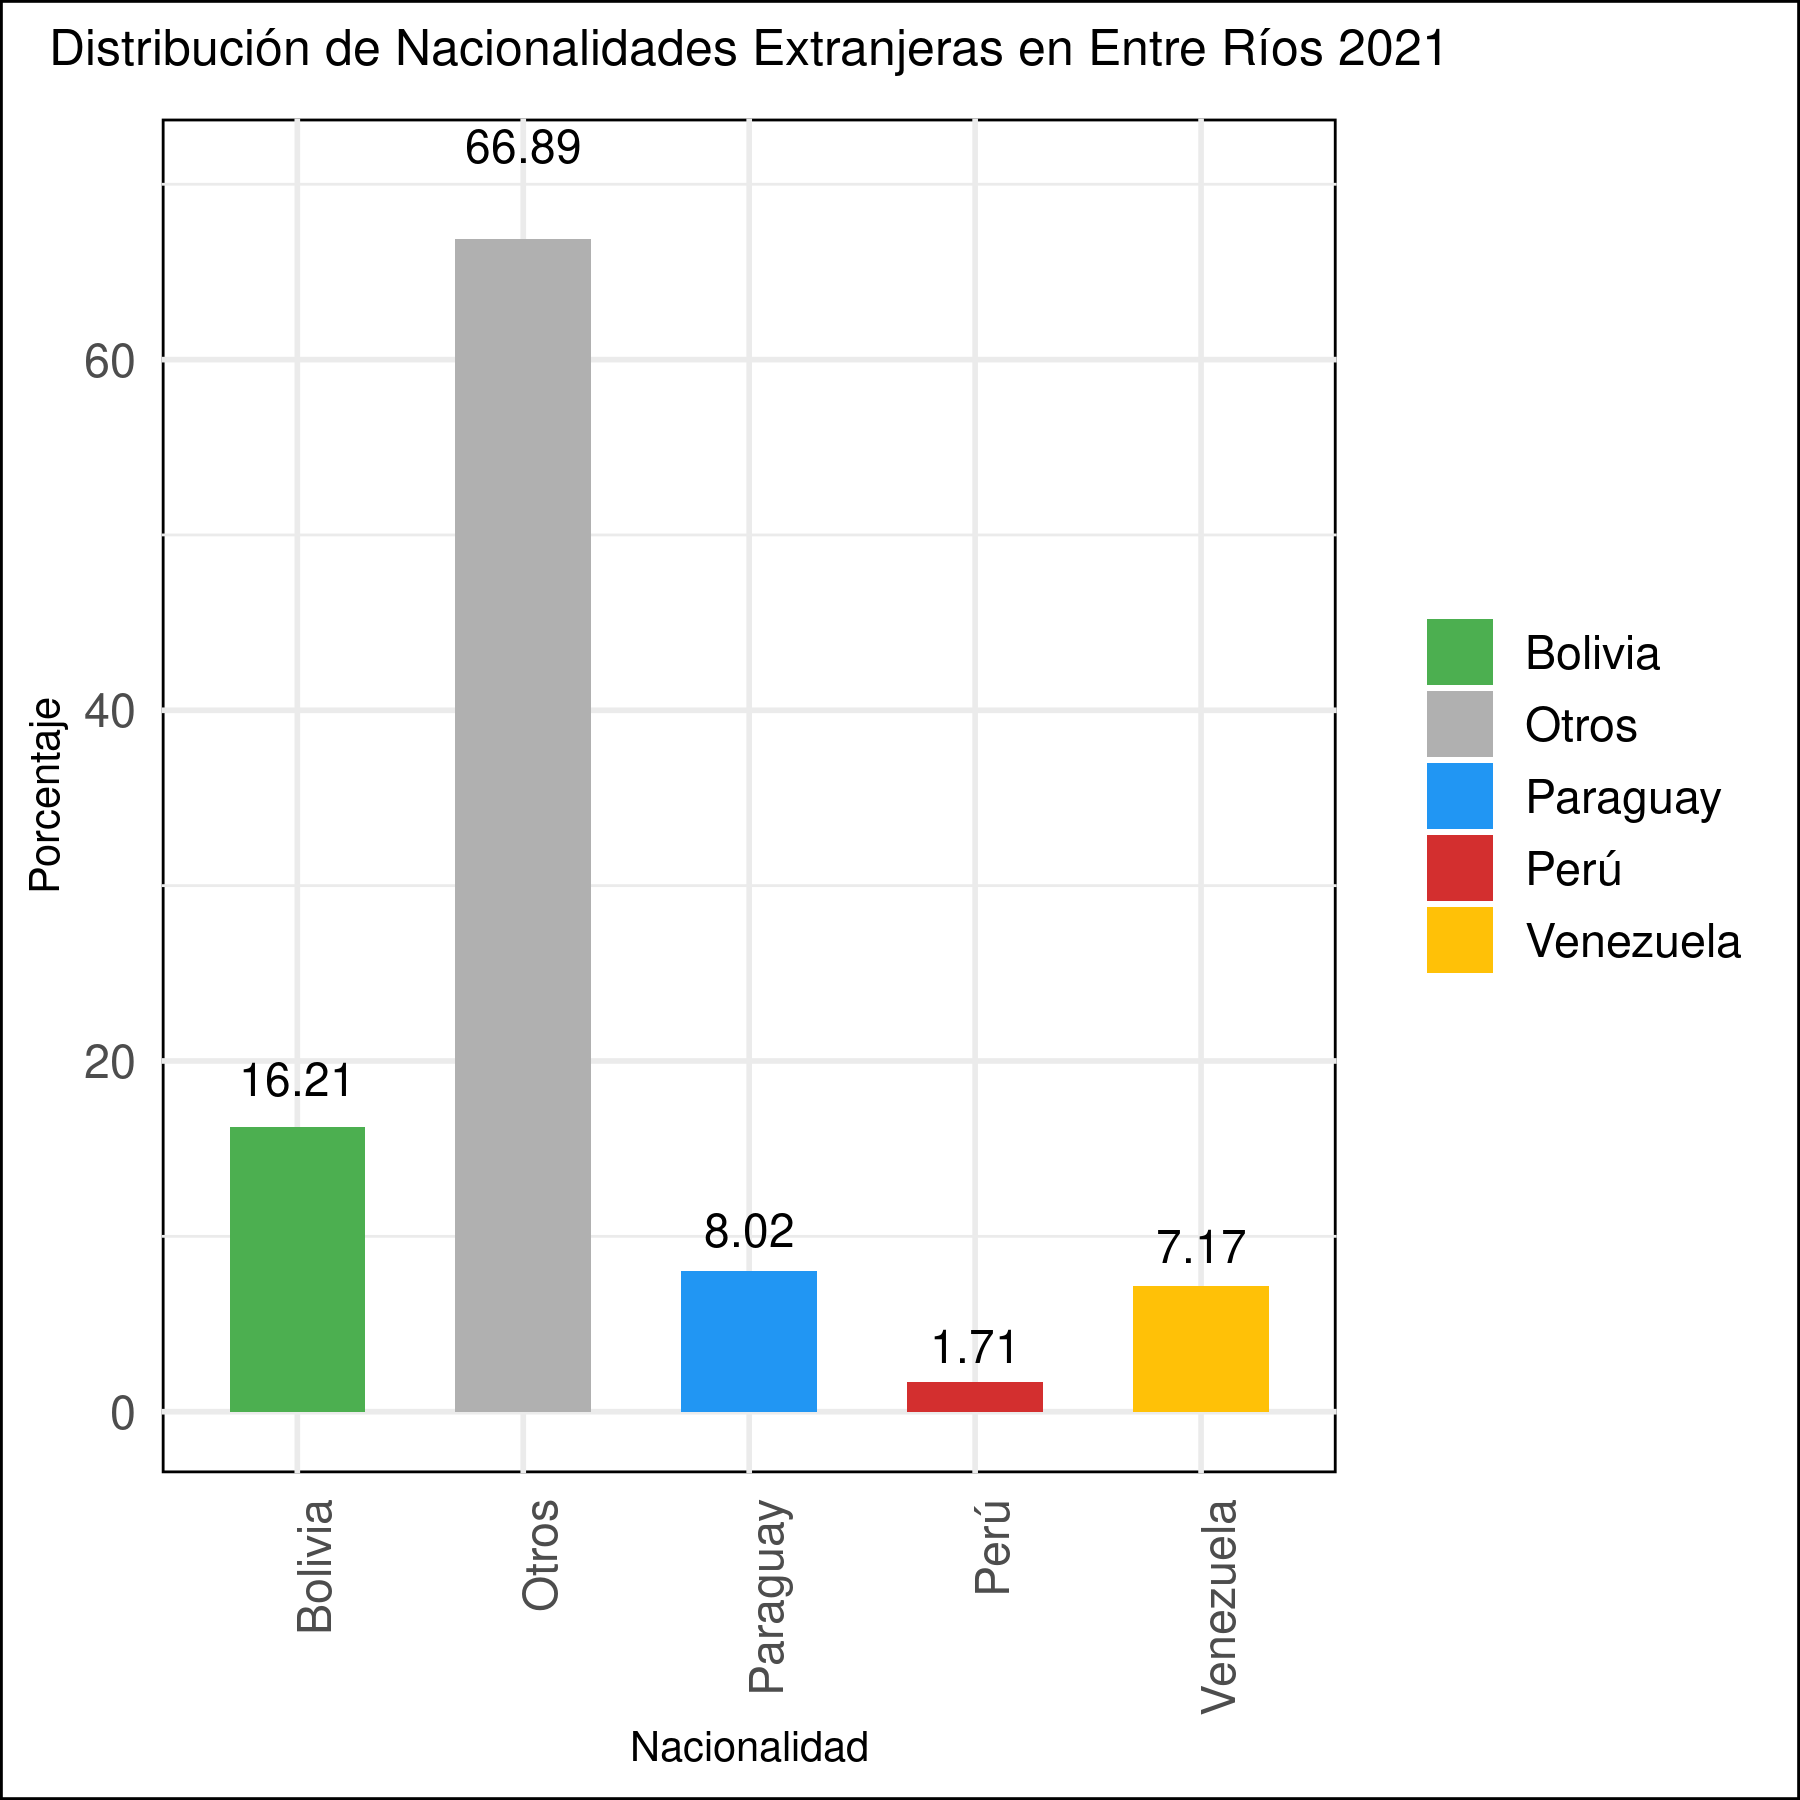 Distribución de Nacionalidades Extranjeras en Entre Ríos 2021
66.89
16.21
8.02
1.71
7.17
60
40
20
0
Porcentaje
Bolivia
Otros
Paraguay
Perú
Venezuela
Nacionalidad
Bolivia
Otros
Paraguay
Perú
Venezuela